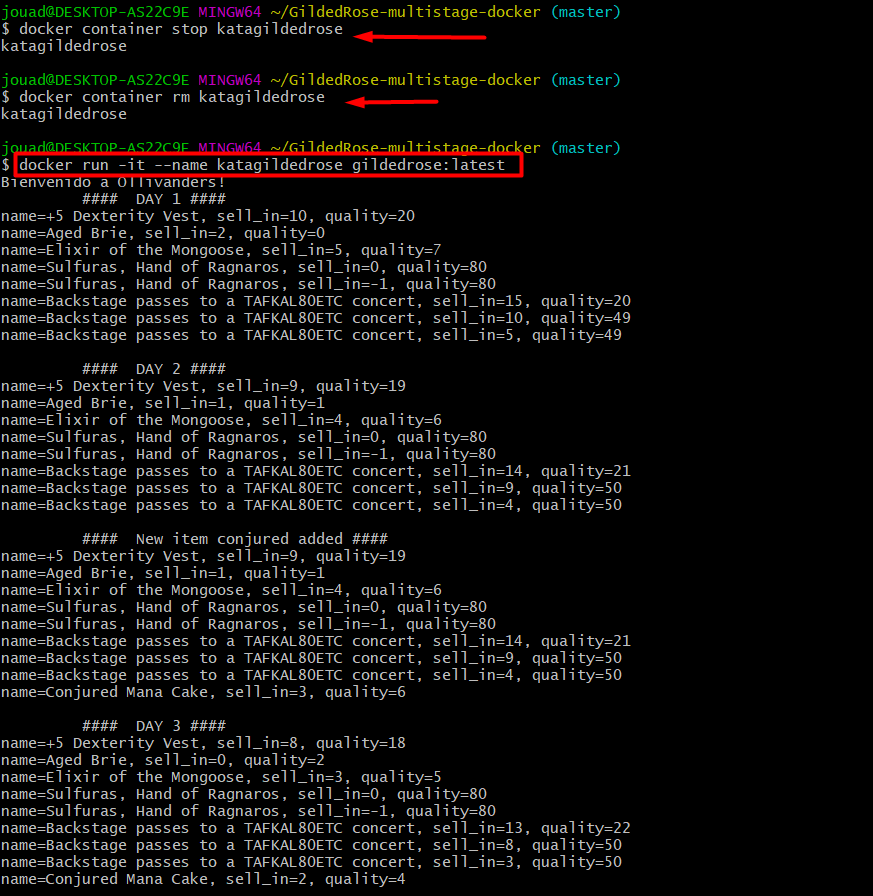 jouad@DESKTOP-AS22C9E MINGW64 ~/GildedRose-multistage-docker (master)
$ docker container stop katagildedrose
katagildedrose

jouad@DESKTOP-AS22C9E MINGW64 ~/GildedRose-multistage-docker (master)
$ docker container rm katagildedrose
katagildedrose

jouad@DESKTOP-AS22C9E MINGW64 ~/GildedRose-multistage-docker (master)
$ docker run -it --name katagildedrose gildedrose:latest
Bienvenido a Ollivanders!
         ####  DAY 1 ####
name=+5 Dexterity Vest, sell_in=10, quality=20
name=Aged Brie, sell_in=2, quality=0
name=Elixir of the Mongoose, sell_in=5, quality=7
name=Sulfuras, Hand of Ragnaros, sell_in=0, quality=80
name=Sulfuras, Hand of Ragnaros, sell_in=-1, quality=80
name=Backstage passes to a TAFKAL80ETC concert, sell_in=15, quality=20
name=Backstage passes to a TAFKAL80ETC concert, sell_in=10, quality=49
name=Backstage passes to a TAFKAL80ETC concert, sell_in=5, quality=49

         ####  DAY 2 ####
name=+5 Dexterity Vest, sell_in=9, quality=19
name=Aged Brie, sell_in=1, quality=1
name=Elixir of the Mongoose, sell_in=4, quality=6
name=Sulfuras, Hand of Ragnaros, sell_in=0, quality=80
name=Sulfuras, Hand of Ragnaros, sell_in=-1, quality=80
name=Backstage passes to a TAFKAL80ETC concert, sell_in=14, quality=21
name=Backstage passes to a TAFKAL80ETC concert, sell_in=9, quality=50
name=Backstage passes to a TAFKAL80ETC concert, sell_in=4, quality=50

         ####  New item conjured added ####
name=+5 Dexterity Vest, sell_in=9, quality=19
name=Aged Brie, sell_in=1, quality=1
name=Elixir of the Mongoose, sell_in=4, quality=6
name=Sulfuras, Hand of Ragnaros, sell_in=0, quality=80
name=Sulfuras, Hand of Ragnaros, sell_in=-1, quality=80
name=Backstage passes to a TAFKAL80ETC concert, sell_in=14, quality=21
name=Backstage passes to a TAFKAL80ETC concert, sell_in=9, quality=50
name=Backstage passes to a TAFKAL80ETC concert, sell_in=4, quality=50
name=Conjured Mana Cake, sell_in=3, quality=6

         ####  DAY 3 ####
name=+5 Dexterity Vest, sell_in=8, quality=18
name=Aged Brie, sell_in=0, quality=2
name=Elixir of the Mongoose, sell_in=3, quality=5
name=Sulfuras, Hand of Ragnaros, sell_in=0, quality=80
name=Sulfuras, Hand of Ragnaros, sell_in=-1, quality=80
name=Backstage passes to a TAFKAL80ETC concert, sell_in=13, quality=22
name=Backstage passes to a TAFKAL80ETC concert, sell_in=8, quality=50
name=Backstage passes to a TAFKAL80ETC concert, sell_in=3, quality=50
name=Conjured Mana Cake, sell_in=2, quality=4